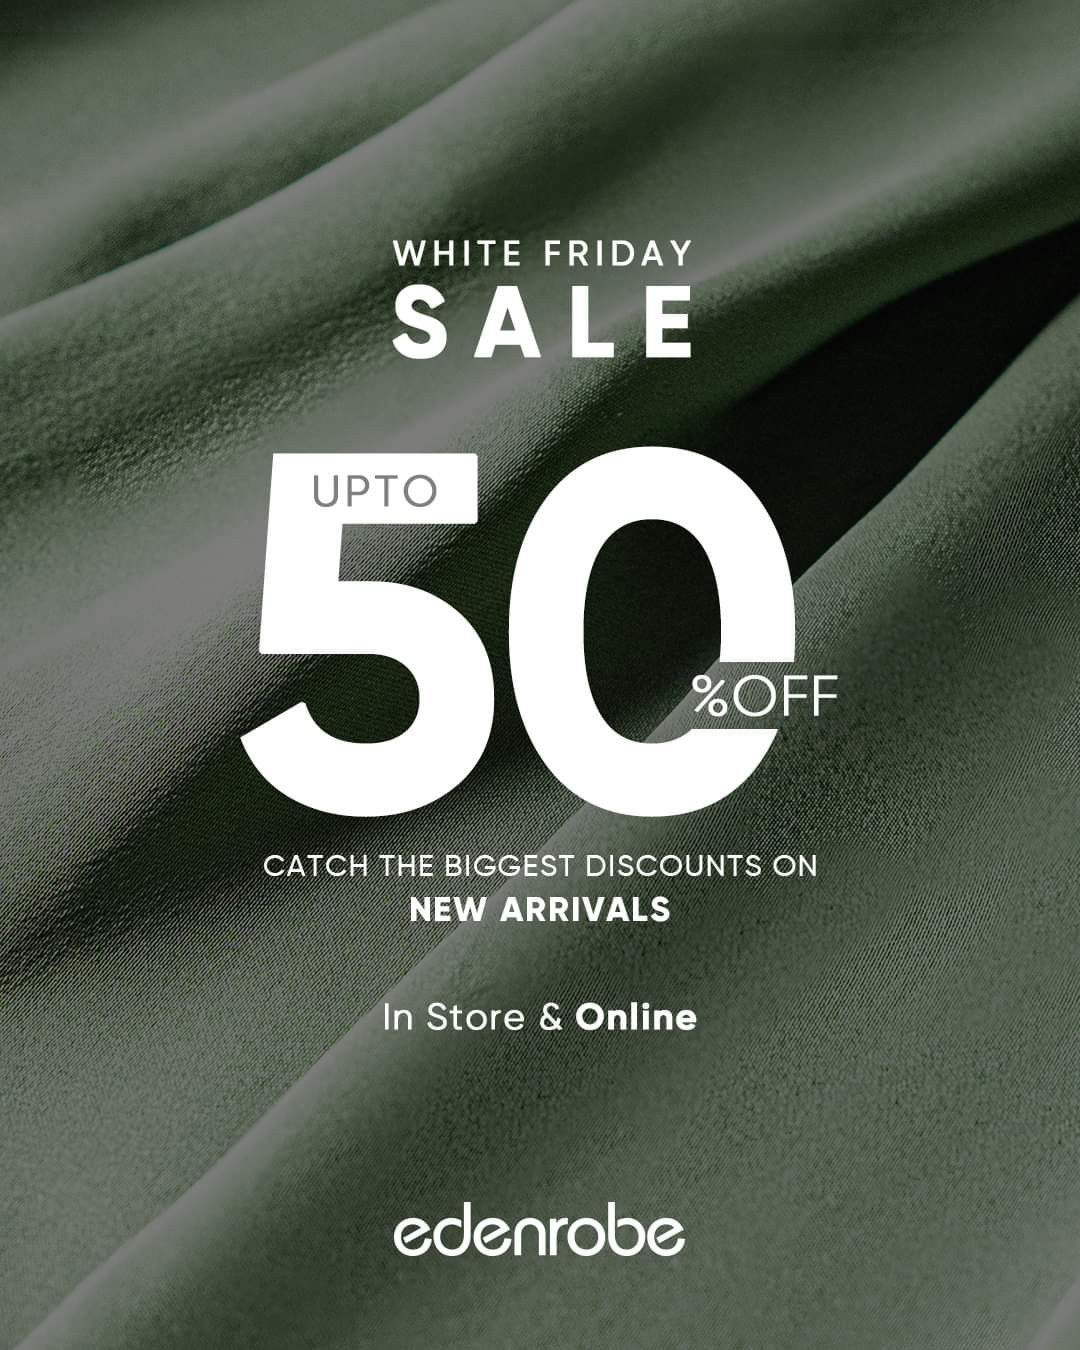 WHITE FRIDAY
SALE
UPTO
50
%OFF
CATCH THE BIGGEST DISCOUNTS ON
NEW ARRIVALS
In Store & Online
edenrobe